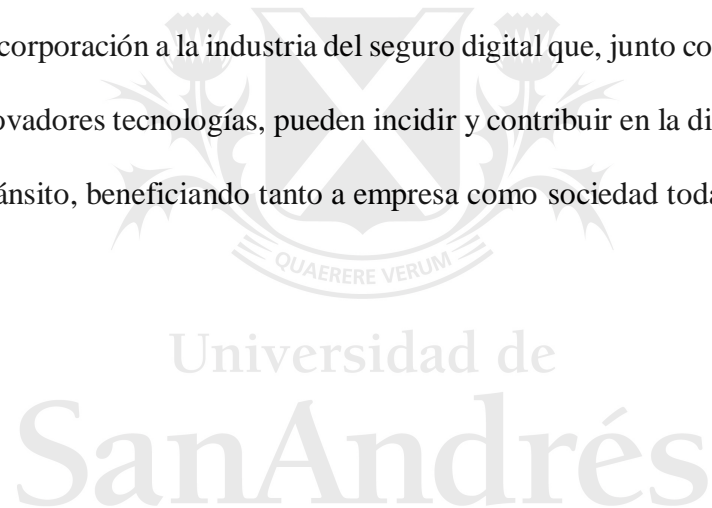 corporación a la industria del seguro digital que, junto co
ovadores tecnologías, pueden incidir y contribuir en la di
ánsito, beneficiando tanto a empresa como sociedad tod
QUAERERE VERUM
Universidad de
SanAndrés